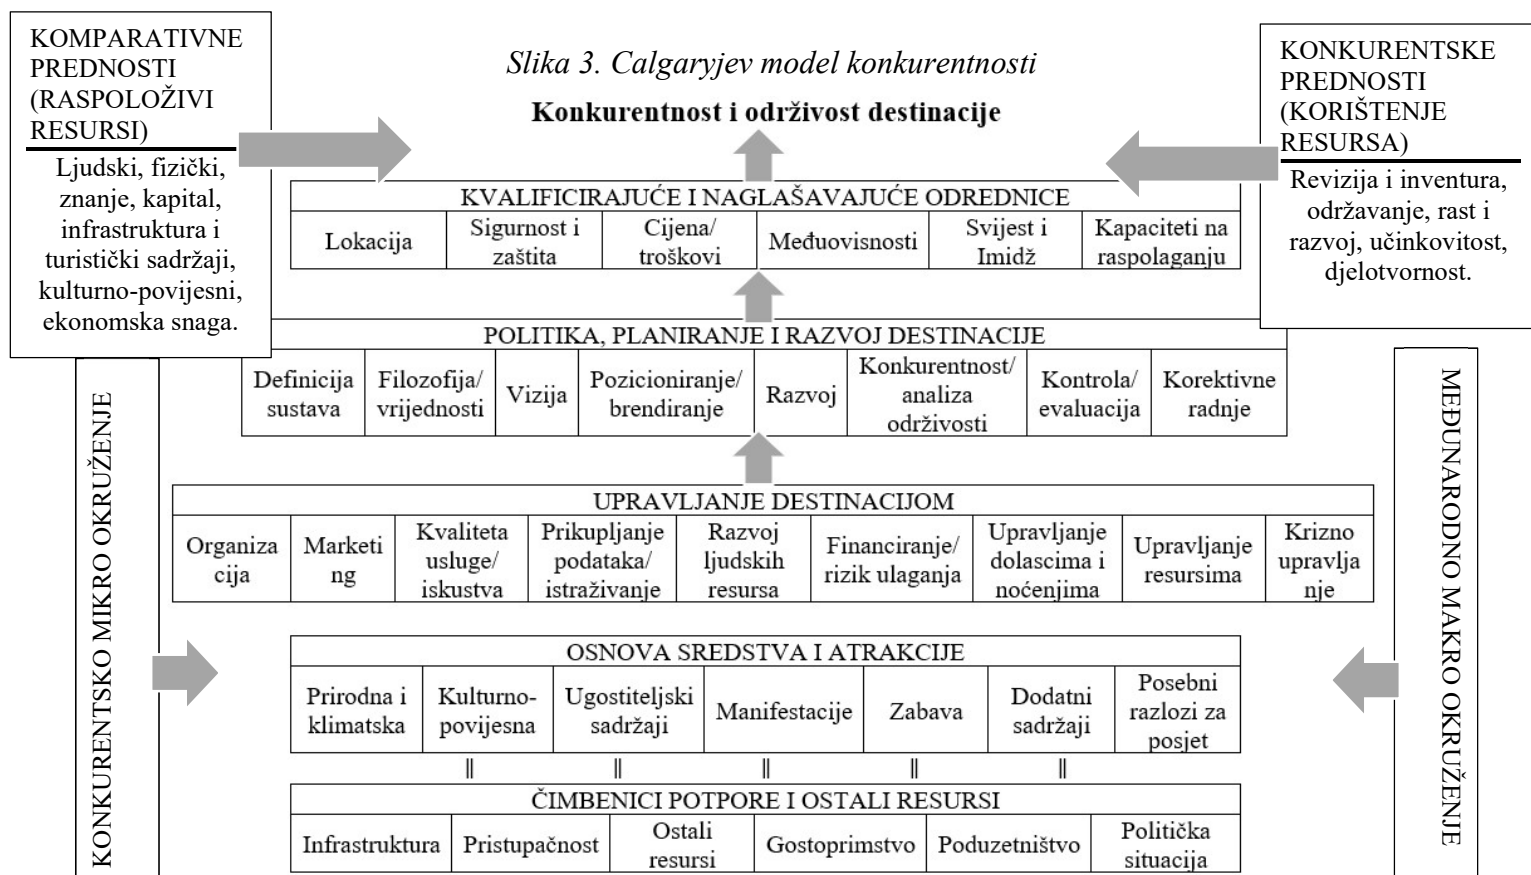 KOMPARATIVNE
PREDNOSTI
(RASPOLOŽIVI
RESURSI)
Ljudski, fizički,
znanje, kapital,
infrastruktura i
turistički sadržaji,
kulturno-povijesni,
ekonomska snaga.
Slika 3. Calgaryjev model konkurentnosti
Konkurentnost i održivost destinacije
KONKURENTSKE
PREDNOSTI
(KORIŠTENJE
RESURSA)
Revizija i inventura,
održavanje, rast i
razvoj, učinkovitost,
djelotvornost.
KVALIFICIRAJUĆE I NAGLAŠAVAJUĆE ODREDNICE
Lokacija
Sigurnost i
zaštita
Cijena/
troškovi
Međuovisnosti
Svijest i
Imidž
Kapaciteti na
raspolaganju
POLITIKA, PLANIRANJE I RAZVOJ DESTINACIJE
Definicija
sustava
Filozofija/
vrijednosti
Vizija
Pozicioniranje/
brendiranje
Razvoj
Konkurentnost/
analiza
održivosti
Kontrola/
evaluacija
Korektivne
radnje
UPRAVLJANJE DESTINACIJOM
Organiza
cija
Marketi
ng
Kvaliteta
usluge/
iskustva
Prikupljanje
podataka/
istraživanje
Razvoj
ljudskih
resursa
Financiranje/
rizik ulaganja
Upravljanje
dolascima i
noćenjima
Upravljanje
resursima
Krizno
upravlja
nje
OSNOVA SREDSTVA I ATRAKCIJE
Prirodna i
klimatska
Kulturno-
povijesna
Ugostiteljski
sadržaji
Manifestacije
Zabava
Dodatni
sadržaji
Posebni
razlozi za
posjet
ČIMBENICI POTPORE I OSTALI RESURSI
Infrastruktura
Pristupačnost
Ostali
resursi
Gostoprimstvo
Poduzetništvo
Politička
situacija
KONKURENTSKO MIKRO OKRUŽENJE
MEĐUNARODNO MAKRO OKRUŽENJE